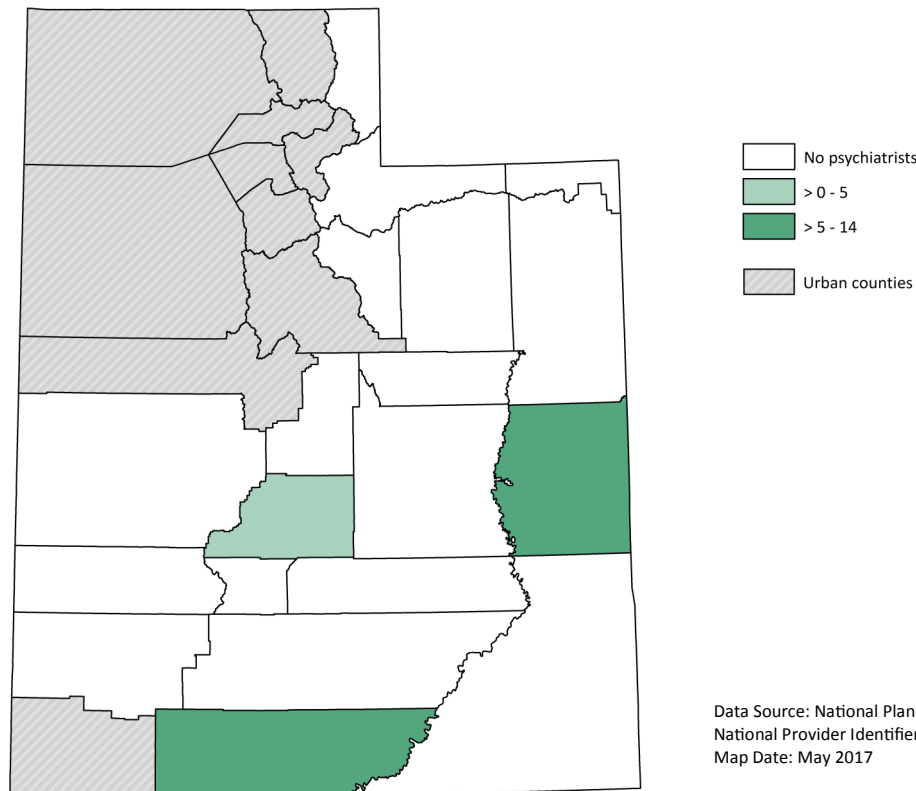 No psychiatrists
> 0 - 5
> 5 - 14
Urban counties
Data Source: National Plan
National Provider Identifier
Map Date: May 2017